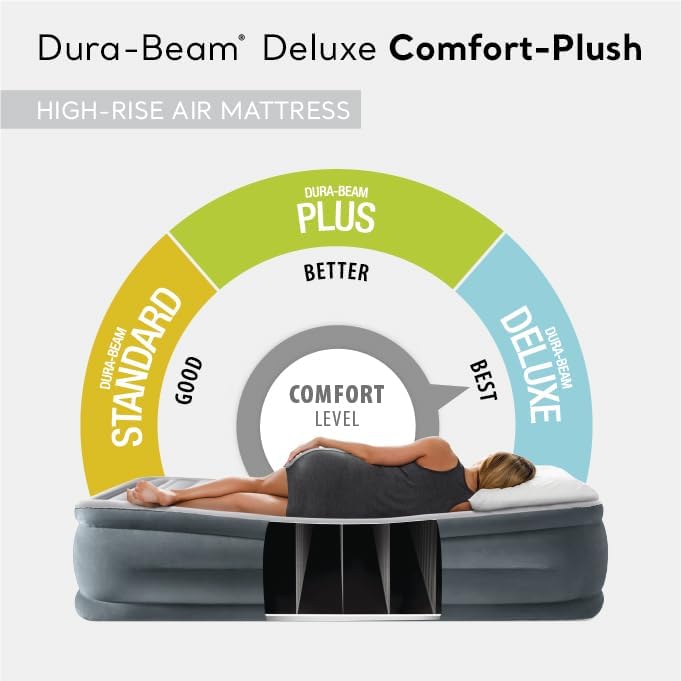 Dura-Beam® Deluxe Comfort-Plush
HIGH-RISE AIR MATTRESS
DURA-BEAM
PLUS
BETTER
DURA-BEAM
STANDARD
GOOD
DURA-BEAM
DELUXE
BEST
COMFORT
LEVEL